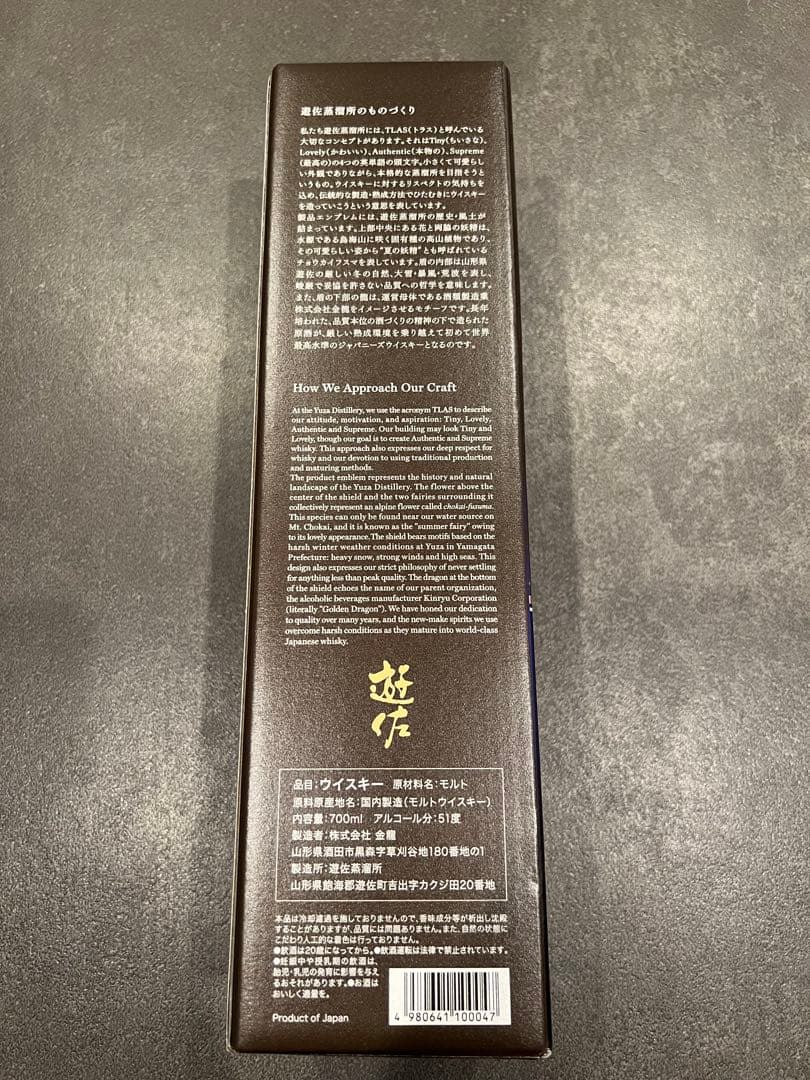 遊佐蒸溜所のものづくり
私たち遊佐蒸溜所には、TLAS(トラス)と呼んでいる
大切なコンセプトがあります。それはTiny(ちいさな)、
Lovely(かわいい)、Authentic(本物の)、Supreme
(最高の)の4つの英単語の頭文字。小さくて可愛らし
い外観でありながら、本格的な蒸溜所を目指そうと
いうもの。ウイスキーに対するリスペクトの気持ちを
込め、伝統的な製造・熟成方法でひたむきにウイスキー
を造っていこうという意思を表しています。
製品エンブレムには、遊佐蒸溜所の歴史・風土が
詰まっています。上部中央にある花と両脇の妖精は、
水源である鳥海山に咲く固有種の高山植物であり、
その可愛らしい姿から"夏の妖精"とも呼ばれている
チョウカイフスマを表しています。盾の内部は山形県
遊佐の厳しい冬の自然、大雪・暴風・荒波を表し、
峻厳で妥協を許さない品質への哲学を意味します。
また、盾の下部の龍は、運営母体である酒類製造業
株式会社金龍をイメージさせるモチーフです。長年
培われた、品質本位の酒づくりの精神の下で造られた
原酒が、厳しい熟成環境を乗り越えて初めて世界
最高水準のジャパニーズウイスキーとなるのです。
How We Approach Our Craft
At the Yuza Distillery, we use the acronym TLAS to describe
our attitude, motivation, and aspiration: Tiny, Lovely,
Authentic and Supreme. Our building may look Tiny and
Lovely, though our goal is to create Authentic and Supreme
whisky. This approach also expresses our deep respect for
whisky and our devotion to using traditional production
and maturing methods.
The product emblem represents the history and natural
landscape of the Yuza Distillery. The flower above the
center of the shield and the two fairies surrounding it
collectively represent an alpine flower called chokai-fusuma.
This species can only be found near our water source on
Mt. Chokai, and it is known as the "summer fairy" owing
to its lovely appearance.The shield bears motifs based on the
harsh winter weather conditions at Yuza in Yamagata
Prefecture: heavy snow, strong winds and high seas. This
design also expresses our strict philosophy of never settling
for anything less than peak quality. The dragon at the bottom
of the shield echoes the name of our parent organization,
the alcoholic beverages manufacturer Kinryu Corporation
(literally "Golden Dragon"). We have honed our dedication
to quality over many years, and the new-make spirits we use
overcome harsh conditions as they mature into world-class
Japanese whisky.
遊佐
品目:ウイスキー 原材料名:モルト
原料原産地名:国内製造(モルトウイスキー)
内容量:700ml アルコール分:51度
製造者:株式会社 金龍
山形県酒田市黒森字草刈谷地180番地の1
製造所:遊佐蒸溜所
山形県飽海郡遊佐町吉出字カクジ田20番地
本品は冷却濾過を施しておりませんので、香味成分等が析出し沈殿
することがありますが、品質には問題ありません。また、自然の状態に
こだわり人工的な着色は行っておりません。
●飲酒は20歳になってから。●飲酒運転は法律で禁止されています。
●妊娠中や授乳期の飲酒は、
胎児・乳児の発育に影響を与え
るおそれがあります。●お酒は
おいしく適量を。
Product of Japan
4 980641 100047